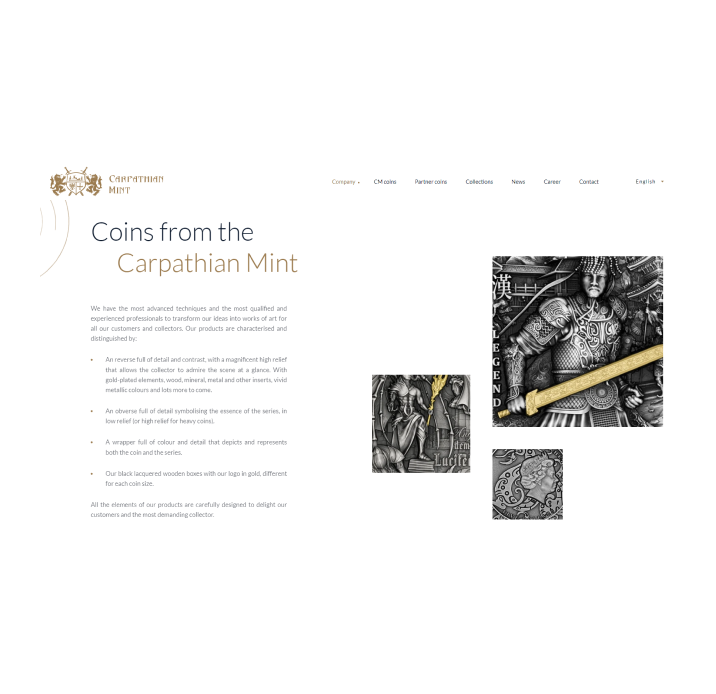 CARPATHIAN
MINT
Company
CM coins
Partner coins
Collections
News
Career
Contact
English
Coins from the
Carpathian Mint
We have the most advanced techniques and the most qualified and
experienced professionals to transform our ideas into works of art for
all our customers and collectors. Our products are characterised and
distinguished by:
• An reverse full of detail and contrast, with a magnificent high relief
that allows the collector to admire the scene at a glance. With
gold-plated elements, wood, mineral, metal and other inserts, vivid
metallic colours and lots more to come.
• An obverse full of detail symbolising the essence of the series, in
low relief (or high relief for heavy coins).
• A wrapper full of colour and detail that depicts and represents
both the coin and the series.
• Our black lacquered wooden boxes with our logo in gold, different
for each coin size.
All the elements of our products are carefully designed to delight our
customers and the most demanding collector.
漢
LEGEND
dem
Lucife